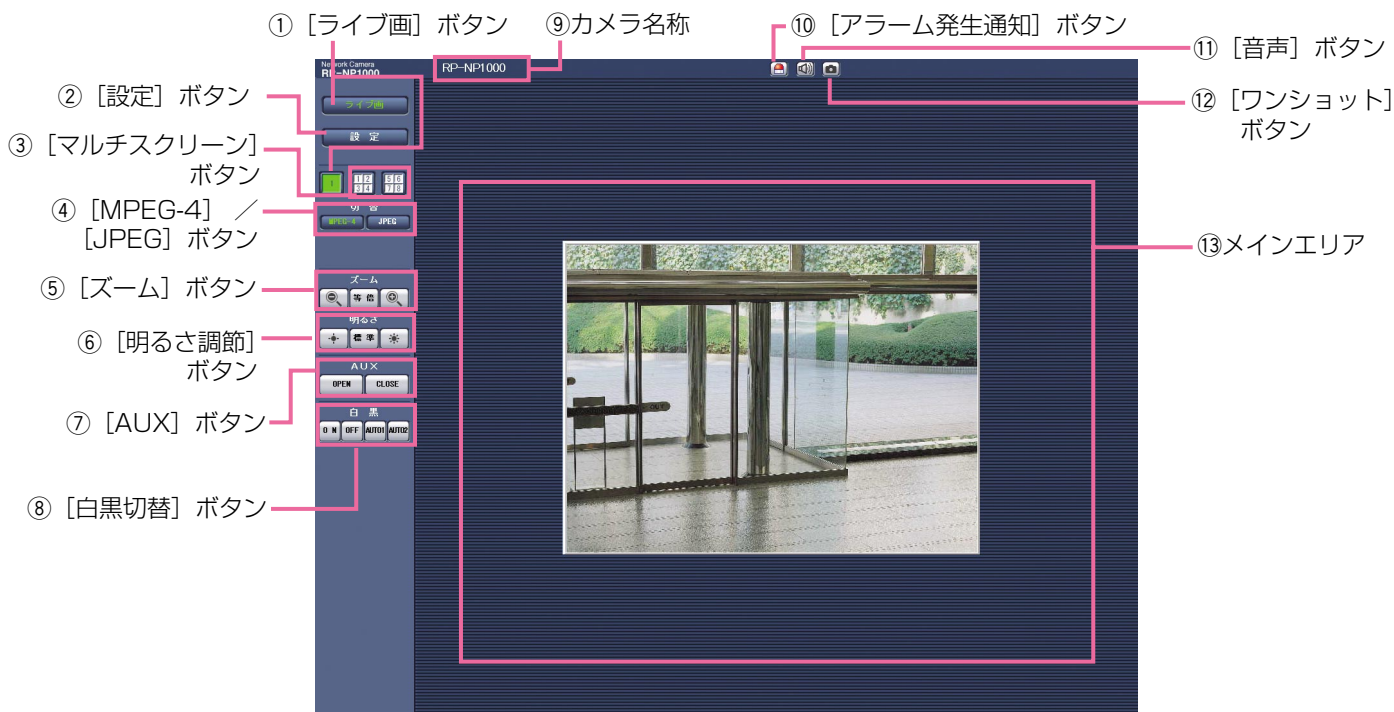 ① [ライブ画] ボタン
⑨カメラ名称
⑩ [アラーム発生通知] ボタン
⑪ [音声] ボタン
⑫ [ワンショット]
ボタン
② [設定] ボタン
③ [マルチスクリーン]
ボタン
④ [MPEG-4] ／
[JPEG] ボタン
⑤ [ズーム] ボタン
⑥ [明るさ調節]
ボタン
⑦ [AUX] ボタン
⑧ [白黒切替] ボタン
⑬メインエリア
Network Camera
RP-NP1000
RP-NP1000
ライブ画
設 定
1
1 2 5 6
3 4 7 8
切 替
MPEG-4 JPEG
ズーム
等 倍
明るさ
標 準
AUX
OPEN CLOSE
白 黒
O N OFF AUTO1 AUTO2